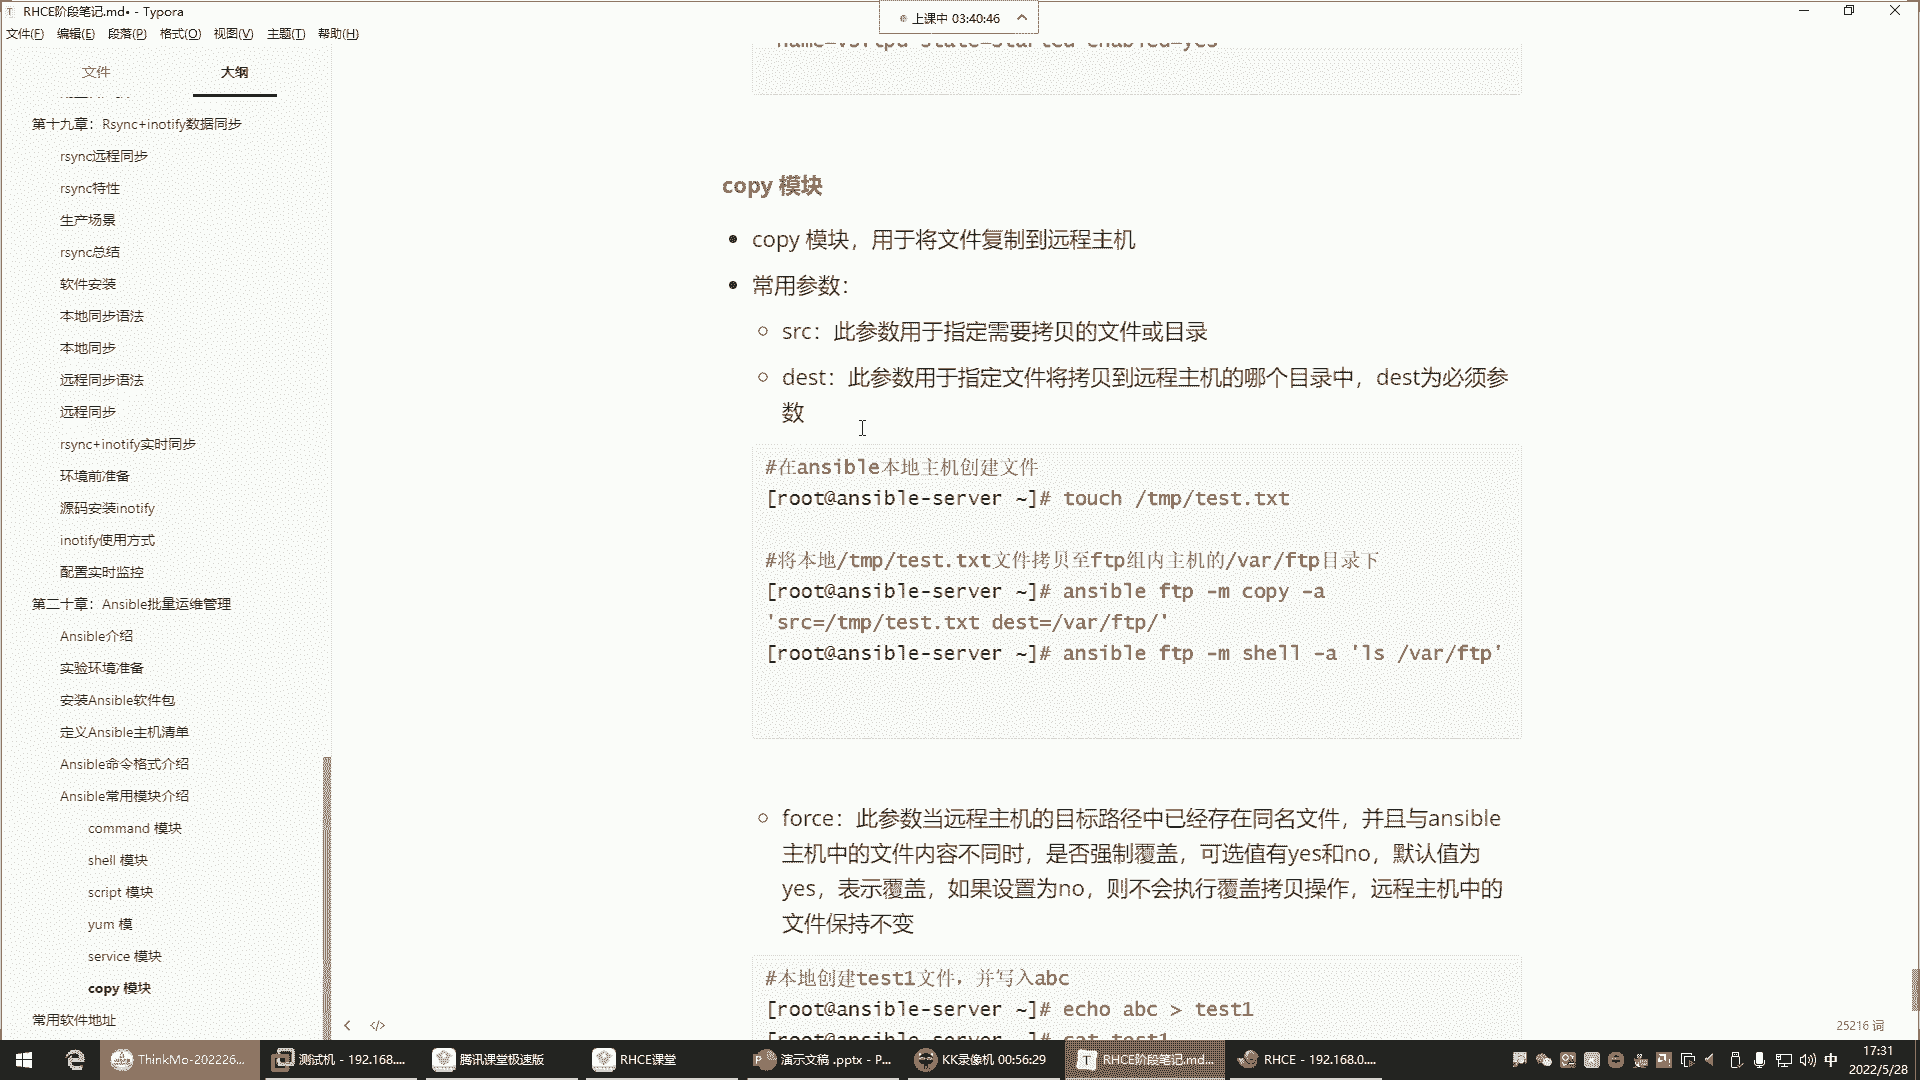 RHCE阶段笔记.md• - Typora
上课中 03:40:46
文件(F) 编辑(E) 段落(P) 格式(O) 视图(V) 主题(T) 帮助(H)
文件 大纲
第十九章：Rsync+inotify数据同步
rsync远程同步
rsync特性
生产场景
rsync总结
软件安装
本地同步语法
本地同步
远程同步语法
远程同步
rsync+inotify实时同步
环境前准备
源码安装inotify
inotify使用方式
配置实时监控
第二十章：Ansible批量运维管理
Ansible介绍
实验环境准备
安装Ansible软件包
定义Ansible主机清单
Ansible命令格式介绍
Ansible常用模块介绍
command 模块
shell 模块
script 模块
yum 模
service 模块
copy 模块
常用软件地址
name=vsftpd state=started enabled=yes
copy 模块
copy 模块，用于将文件复制到远程主机
常用参数：
src：此参数用于指定需要拷贝的文件或目录
dest：此参数用于指定文件将拷贝到远程主机的哪个目录中，dest为必须参
数
#在ansible本地主机创建文件
[root@ansible-server ~]# touch /tmp/test.txt
#将本地/tmp/test.txt文件拷贝至ftp组内主机的/var/ftp目录下
[root@ansible-server ~]# ansible ftp -m copy -a
'src=/tmp/test.txt dest=/var/ftp/'
[root@ansible-server ~]# ansible ftp -m shell -a 'ls /var/ftp'
force：此参数当远程主机的目标路径中已经存在同名文件，并且与ansible
主机中的文件内容不同时，是否强制覆盖，可选值有yes和no，默认值为
yes，表示覆盖，如果设置为no，则不会执行覆盖拷贝操作，远程主机中的
文件保持不变
#本地创建test1文件，并写入abc
[root@ansible-server ~]# echo abc > test1
[root@ansible-server ~]# cat test1
25216 词
ThinkMo-202226...
测试机 - 192.168....
腾讯课堂极速版
RHCE课堂
演示文稿 .pptx - P...
KK录像机 00:56:29
RHCE阶段笔记.md...
RHCE - 192.168.0....
中
17:31
2022/5/28